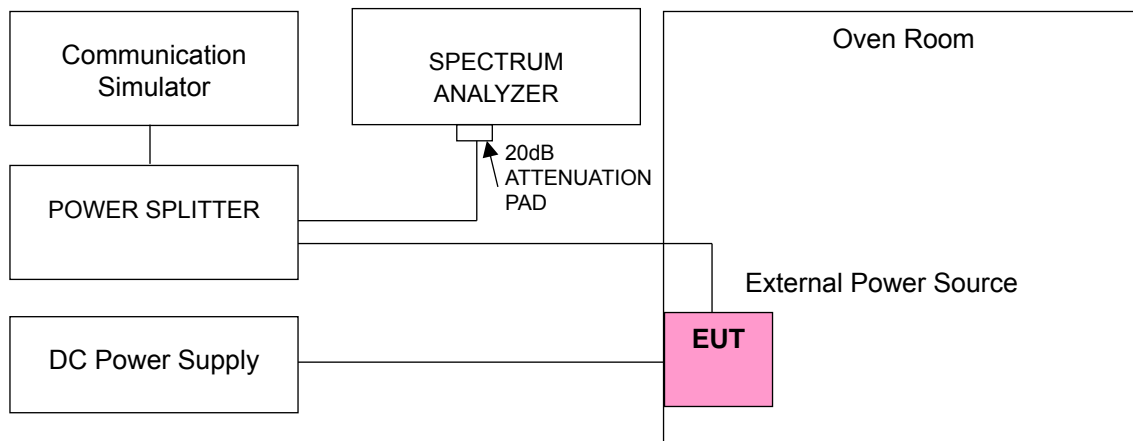 Communication
Simulator
SPECTRUM
ANALYZER
Oven Room
20dB
ATTENUATION
PAD
POWER SPLITTER
External Power Source
EUT
DC Power Supply